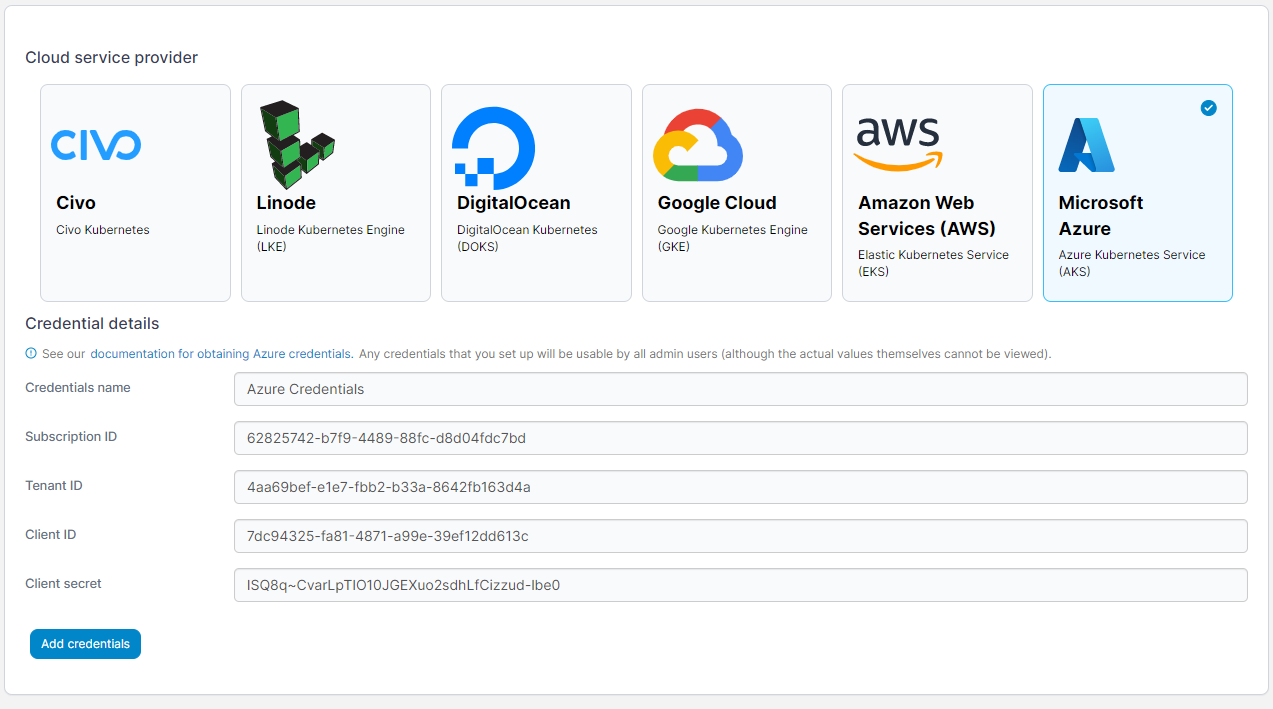 Cloud service provider
CIVO
aws
Civo
Civo Kubernetes
Linode
Linode Kubernetes Engine
(LKE)
DigitalOcean
DigitalOcean Kubernetes
(DOKS)
Google Cloud
Google Kubernetes Engine
(GKE)
Amazon Web
Services (AWS)
Elastic Kubernetes Service
(EKS)
Microsoft
Azure
Azure Kubernetes Service
(AKS)
Credential details
See our documentation for obtaining Azure credentials. Any credentials that you set up will be usable by all admin users (although the actual values themselves cannot be viewed).
Credentials name
Azure Credentials
Subscription ID
62825742-b7f9-4489-88fc-d8d04fdc7bd
Tenant ID
4aa69bef-e1e7-fbb2-b33a-8642fb163d4a
Client ID
7dc94325-fa81-4871-a99e-39ef12dd613c
Client secret
ISQ8q~CvarLpTIO10JGEXuo2sdhLfCizzud-Ibe0
Add credentials